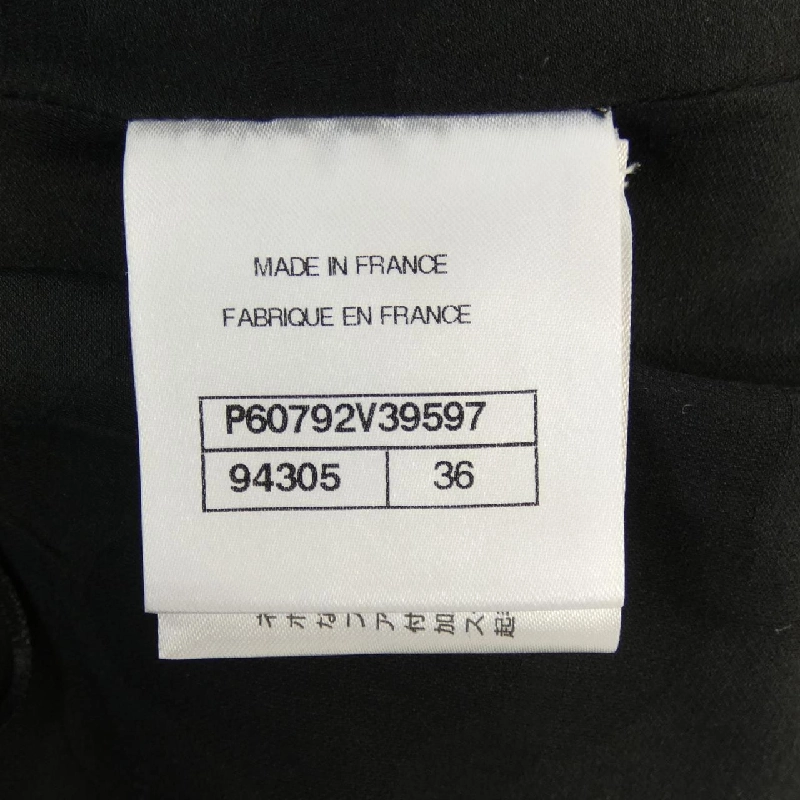 MADE IN FRANCE
FABRIQUE EN FRANCE
P60792V39597
94305 36